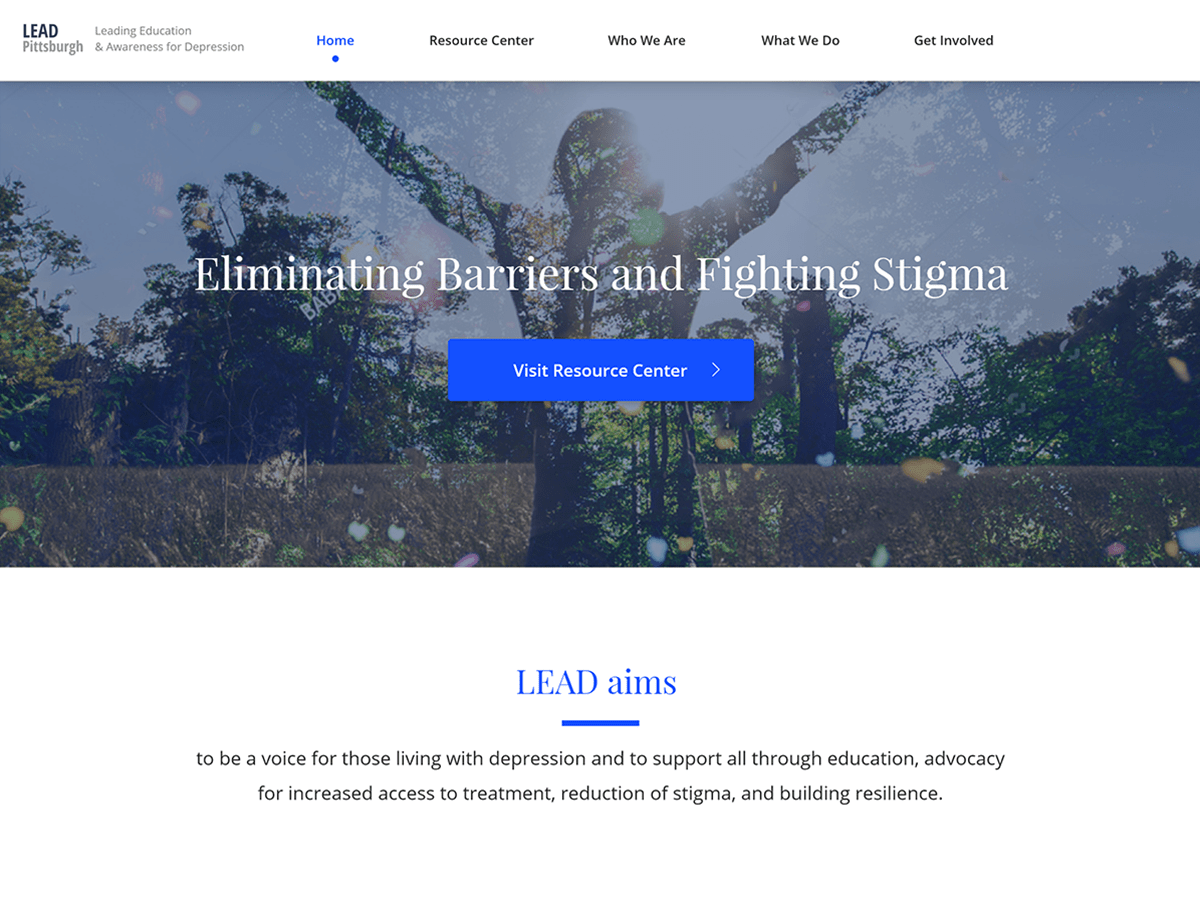 LEAD
Pittsburgh
Leading Education
& Awareness for Depression
Home
Resource Center
Who We Are
What We Do
Get Involved
Eliminating Barriers and Fighting Stigma
Visit Resource Center
LEAD aims
to be a voice for those living with depression and to support all through education, advocacy
for increased access to treatment, reduction of stigma, and building resilience.